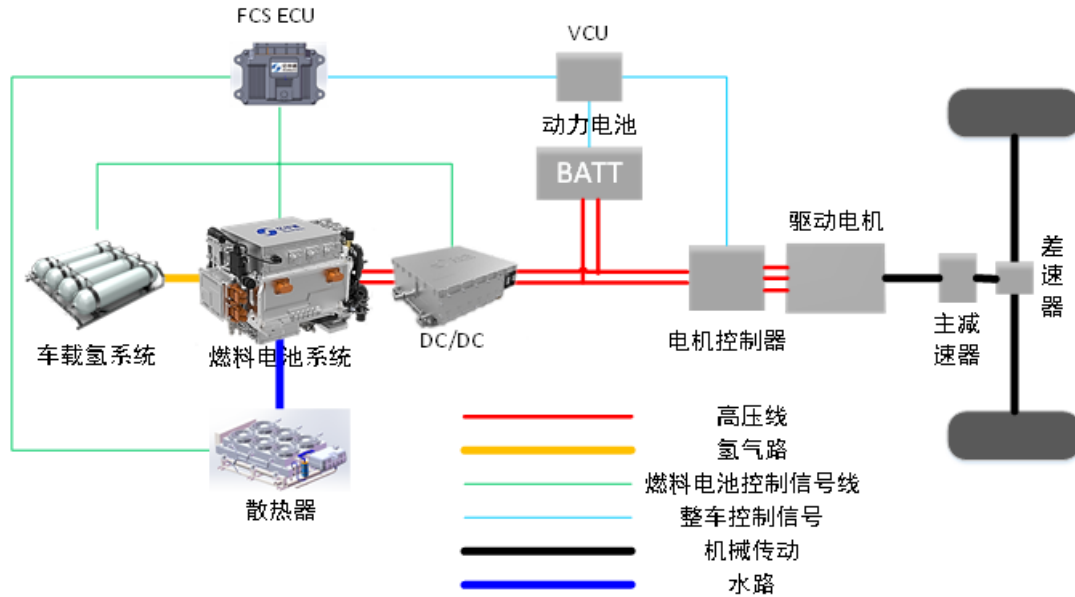 FCS ECU
VCU
动力电池
BATT
驱动电机
差
速
器
车载氢系统
燃料电池系统
DC/DC
电机控制器
主减
速器
散热器
高压线
氢气路
燃料电池控制信号线
整车控制信号
机械传动
水路